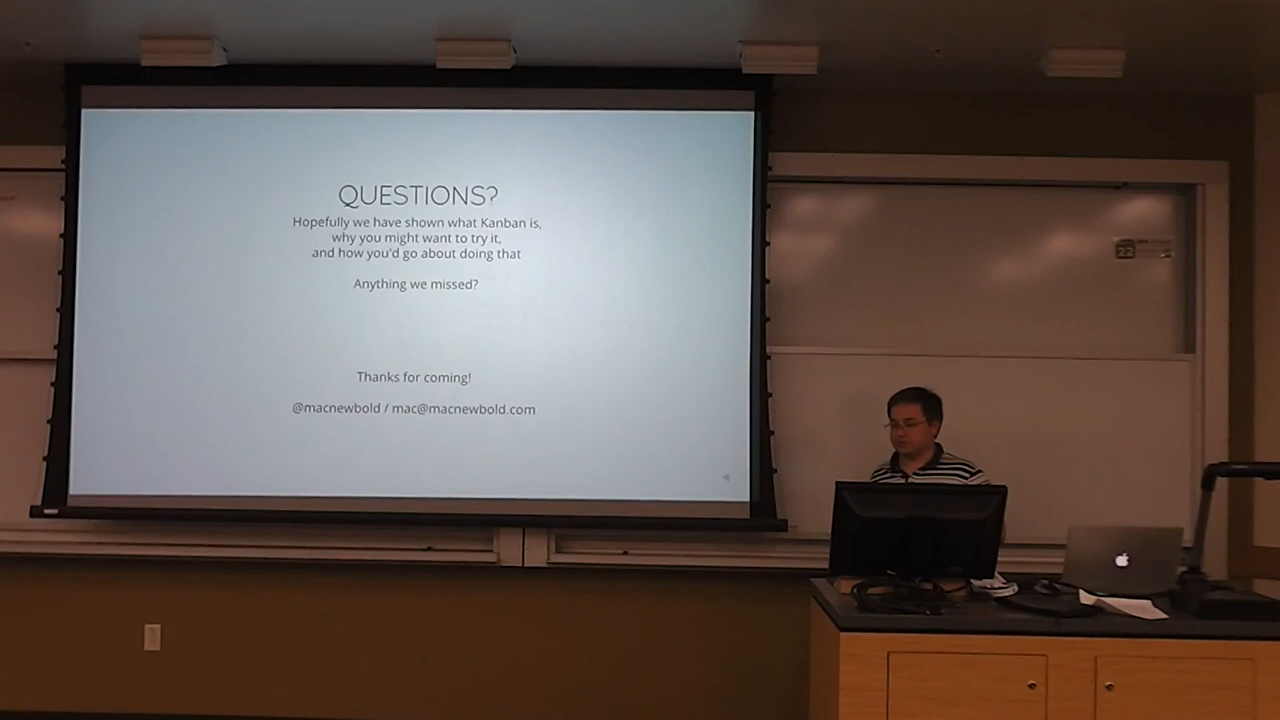 QUESTIONS?
Hopefully we have shown what Kanban is,
why you might want to try it,
and how you'd go about doing that
Anything we missed?
Thanks for coming!
@macnewbold / mac@macnewbold.com
22